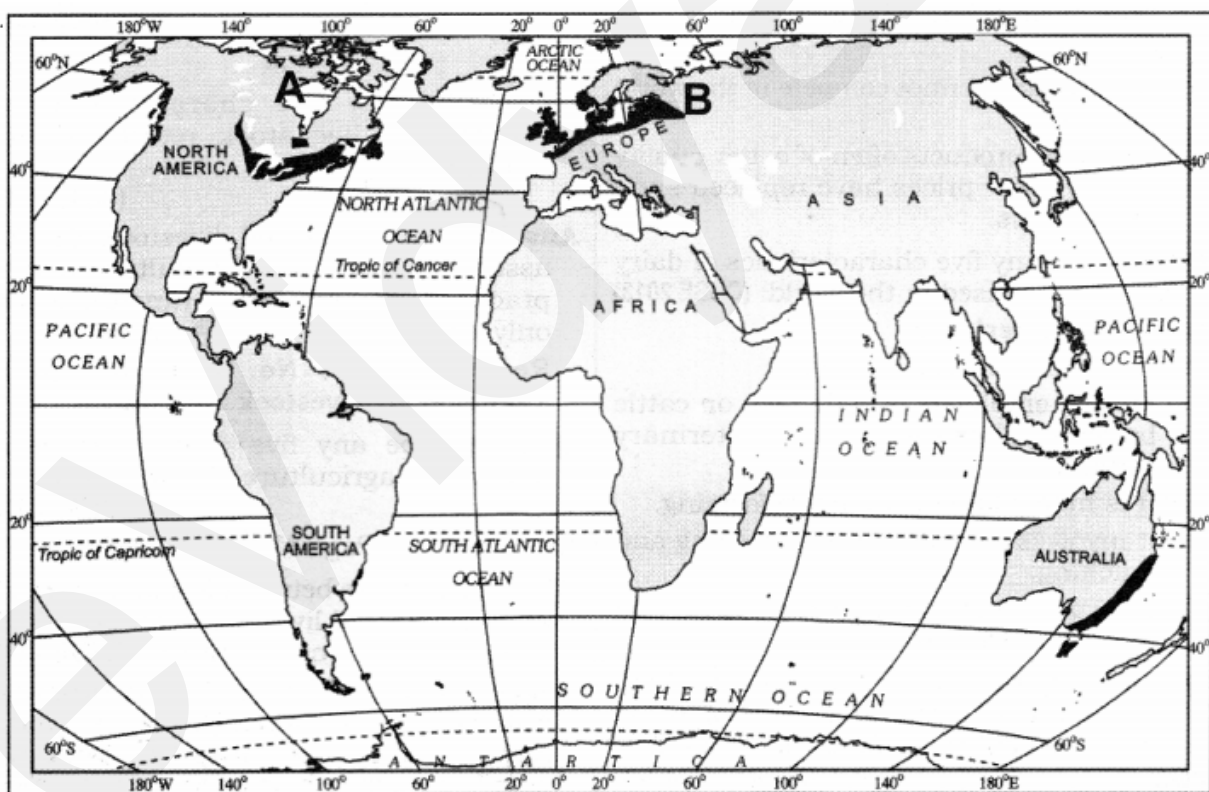 180°W 140° 100° 60° 20° 0° 20° 60° 100° 140° 180°E
60°N
60°N
ARCTIC
OCEAN
A
B
NORTH
AMERICA
EUROPE
ASIA
40°
40°
NORTH ATLANTIC
OCEAN
Tropic of Cancer
20°
20°
AFRICA
PACIFIC
OCEAN
PACIFIC
OCEAN
INDIAN
OCEAN
20°
20°
Tropic of Capricorn
SOUTH
AMERICA
SOUTH ATLANTIC
OCEAN
AUSTRALIA
40°
40°
SOUTHERN OCEAN
60°S
60°S
ANTARTICA
180°W 140° 100° 60° 20° 0° 20° 60° 100° 140° 180°E